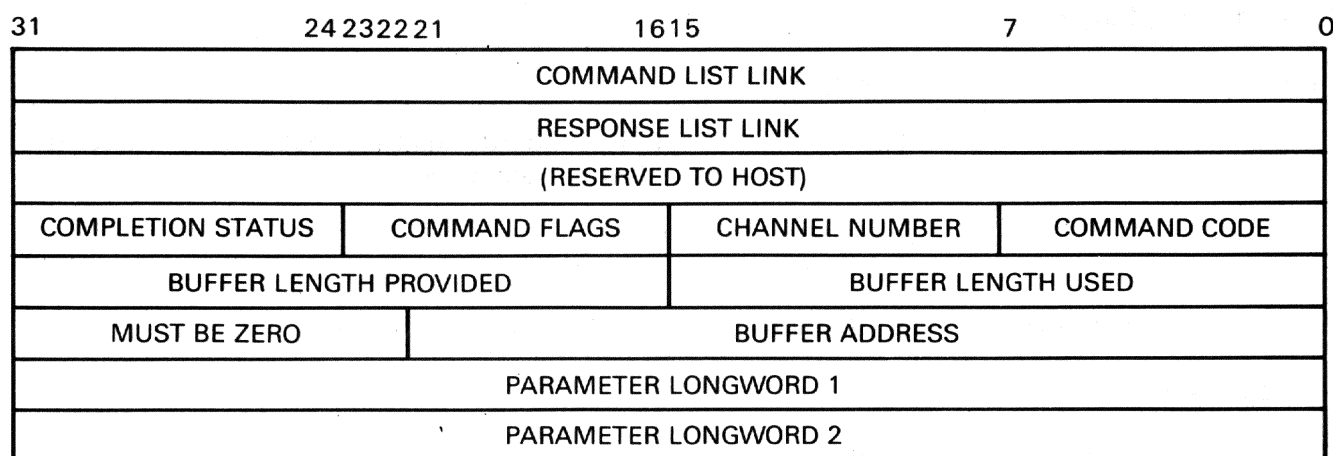 31 24 23 22 21 16 15 7 0
COMMAND LIST LINK
RESPONSE LIST LINK
(RESERVED TO HOST)
COMPLETION STATUS COMMAND FLAGS CHANNEL NUMBER COMMAND CODE
BUFFER LENGTH PROVIDED BUFFER LENGTH USED
MUST BE ZERO BUFFER ADDRESS
PARAMETER LONGWORD 1
PARAMETER LONGWORD 2